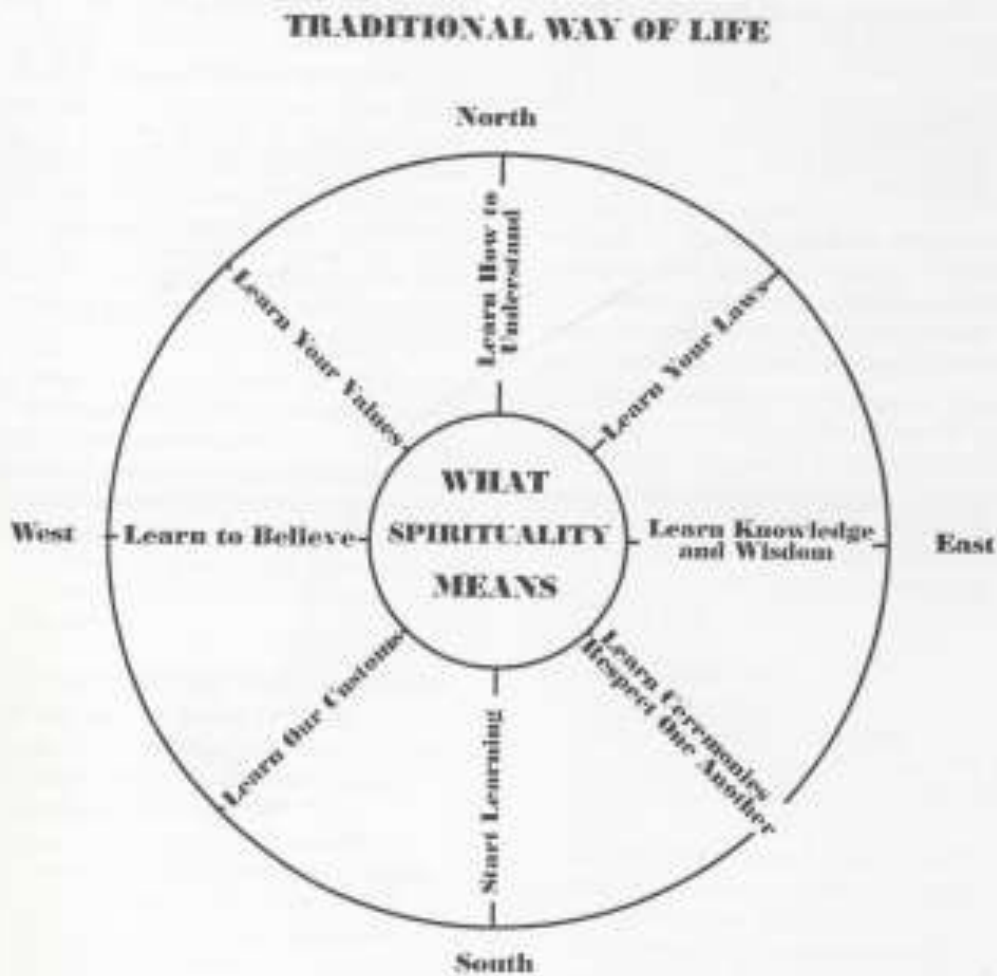 TRADITIONAL WAY OF LIFE
North
Learn How to
Understand
Learn Your Values
Learn Your Laws
WHAT
SPIRITUALITY
MEANS
West
Learn to Believe
Learn Knowledge
and Wisdom
East
Learn Our Customs
Start Learning
Learn Ceremonies
Respect One Another
South